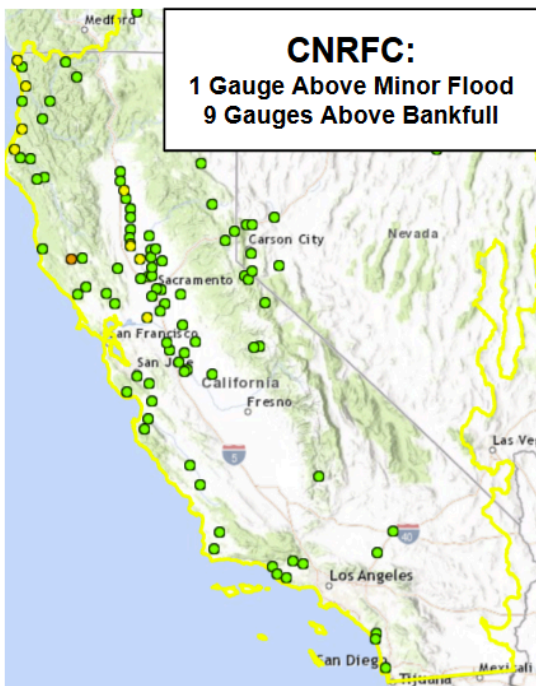 Medford
CNRFC:
1 Gauge Above Minor Flood
9 Gauges Above Bankfull
Nevada
Carson City
Sacramento
San Francisco
San Jose
California
Fresno
5
Las Ve
40
Los Angeles
San Diego
Tijuana
Mexicali